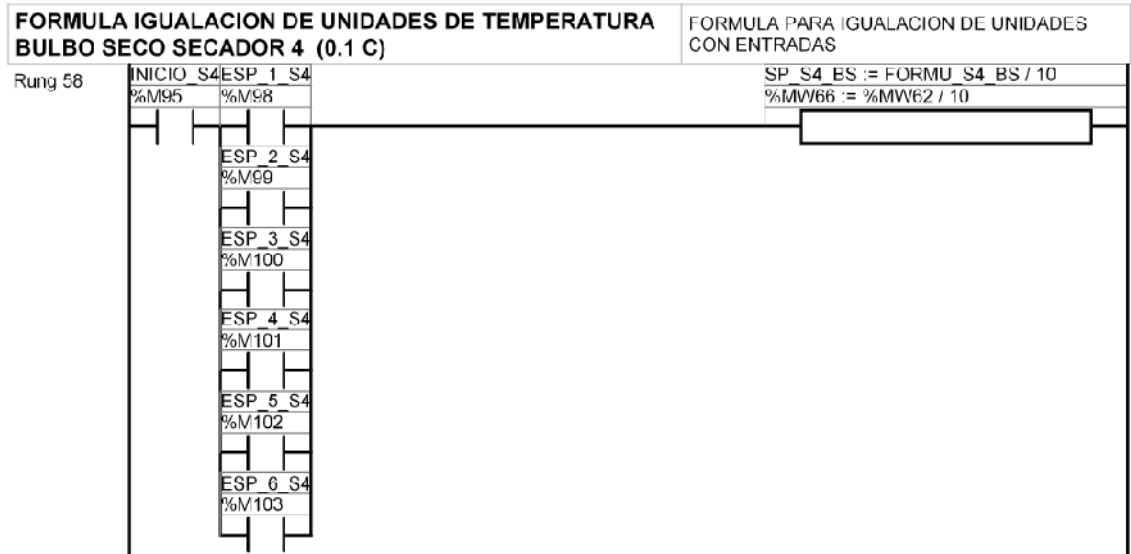 FORMULA IGUALACION DE UNIDADES DE TEMPERATURA
BULBO SECO SECADOR 4 (0.1 C)
FORMULA PARA IGUALACION DE UNIDADES
CON ENTRADAS
Rung 58
INICIO_S4 ESP_1_S4
%M95 %M98
SP_S4_BS := FORMU_S4_BS / 10
%MW66 := %MW62 / 10
ESP_2_S4
%M99
ESP_3_S4
%M100
ESP_4_S4
%M101
ESP_5_S4
%M102
ESP_6_S4
%M103